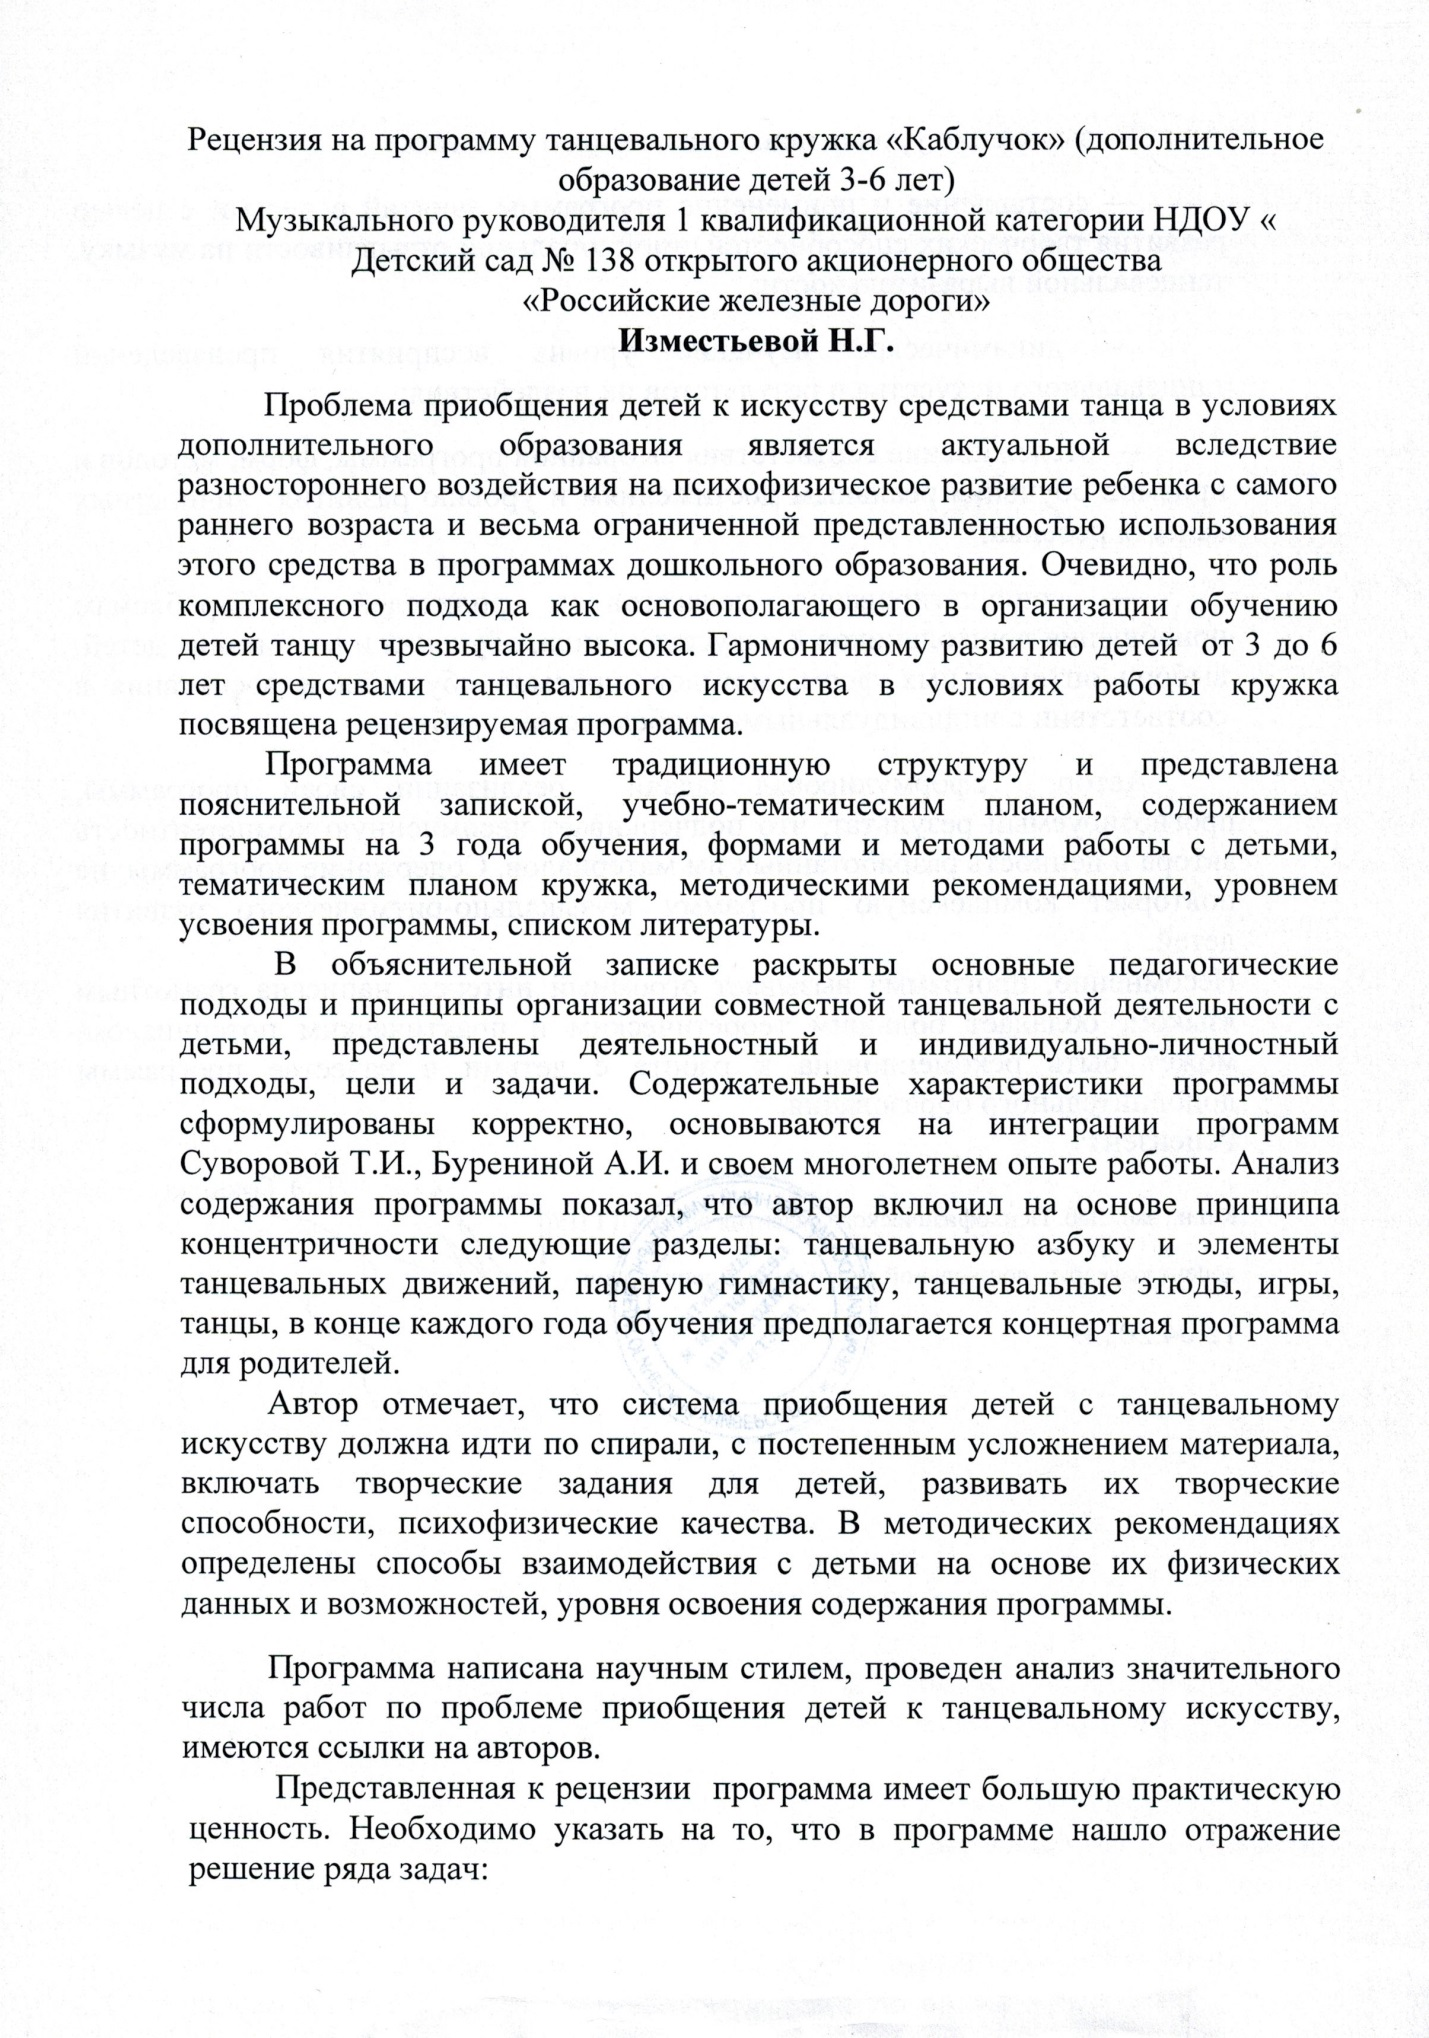 Рецензия на программу танцевального кружка «Каблучок» (дополнительное
образование детей 3-6 лет)
Музыкального руководителя 1 квалификационной категории НДОУ «
Детский сад № 138 открытого акционерного общества
«Российские железные дороги»
Изместьевой Н.Г.
Проблема приобщения детей к искусству средствами танца в условиях
дополнительного образования является актуальной вследствие
разностороннего воздействия на психофизическое развитие ребенка с самого
раннего возраста и весьма ограниченной представленностью использования
этого средства в программах дошкольного образования. Очевидно, что роль
комплексного подхода как основополагающего в организации обучению
детей танцу чрезвычайно высока. Гармоничному развитию детей от 3 до 6
лет средствами танцевального искусства в условиях работы кружка
посвящена рецензируемая программа.
Программа имеет традиционную структуру и представлена
пояснительной запиской, учебно-тематическим планом, содержанием
программы на 3 года обучения, формами и методами работы с детьми,
тематическим планом кружка, методическими рекомендациями, уровнем
усвоения программы, списком литературы.
В объяснительной записке раскрыты основные педагогические
подходы и принципы организации совместной танцевальной деятельности с
детьми, представлены деятельностный и индивидуально-личностный
подходы, цели и задачи. Содержательные характеристики программы
сформулированы корректно, основываются на интеграции программ
Суворовой Т.И., Бурениной А.И. и своем многолетнем опыте работы. Анализ
содержания программы показал, что автор включил на основе принципа
концентричности следующие разделы: танцевальную азбуку и элементы
танцевальных движений, пареную гимнастику, танцевальные этюды, игры,
танцы, в конце каждого года обучения предполагается концертная программа
для родителей.
Автор отмечает, что система приобщения детей с танцевальному
искусству должна идти по спирали, с постепенным усложнением материала,
включать творческие задания для детей, развивать их творческие
способности, психофизические качества. В методических рекомендациях
определены способы взаимодействия с детьми на основе их физических
данных и возможностей, уровня освоения содержания программы.
Программа написана научным стилем, проведен анализ значительного
числа работ по проблеме приобщения детей к танцевальному искусству,
имеются ссылки на авторов.
Представленная к рецензии программа имеет большую практическую
ценность. Необходимо указать на то, что в программе нашло отражение
решение ряда задач: